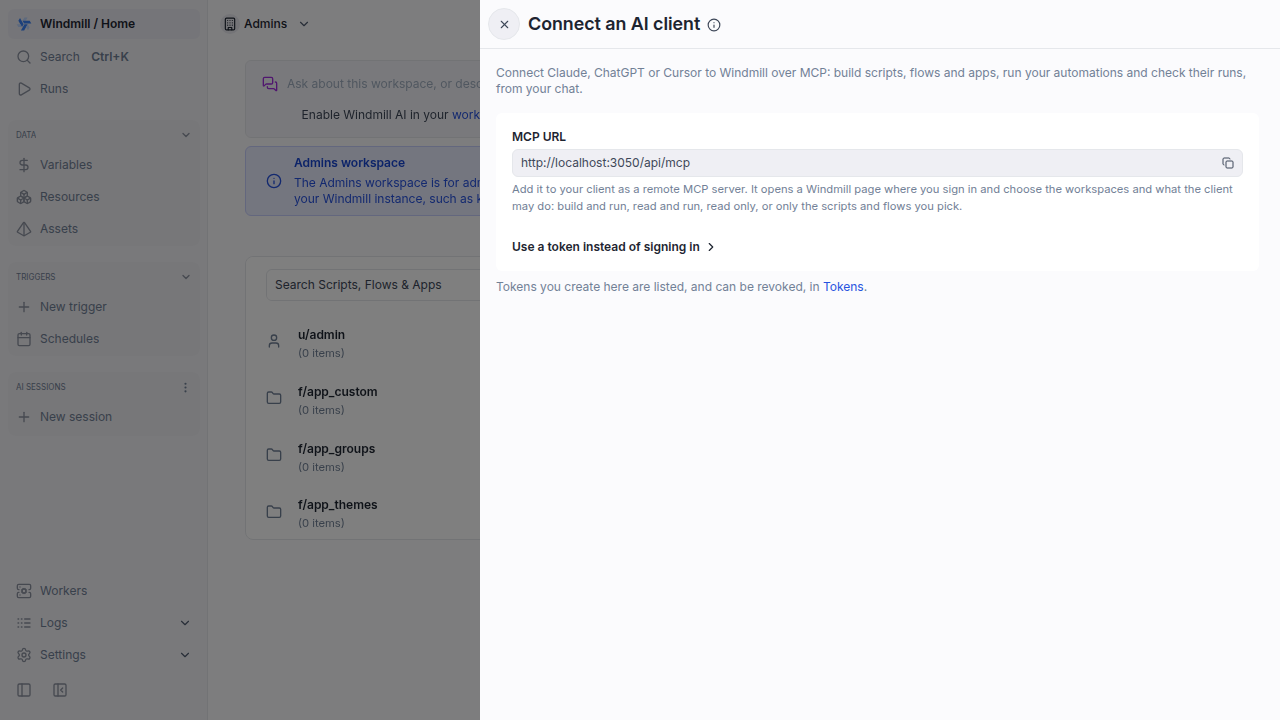 Windmill / Home
Search Ctrl+K
Runs
DATA
Variables
Resources
Assets
TRIGGERS
New trigger
Schedules
AI SESSIONS
New session
Workers
Logs
Settings
Admins
Ask about this workspace, or desc
Enable Windmill AI in your work
Admins workspace
The Admins workspace is for adm
your Windmill instance, such as k
Search Scripts, Flows & Apps
u/admin
(0 items)
f/app_custom
(0 items)
f/app_groups
(0 items)
f/app_themes
(0 items)
Connect an AI client
Connect Claude, ChatGPT or Cursor to Windmill over MCP: build scripts, flows and apps, run your automations and check their runs,
from your chat.
MCP URL
http://localhost:3050/api/mcp
Add it to your client as a remote MCP server. It opens a Windmill page where you sign in and choose the workspaces and what the client
may do: build and run, read and run, read only, or only the scripts and flows you pick.
Use a token instead of signing in
Tokens you create here are listed, and can be revoked, in Tokens.